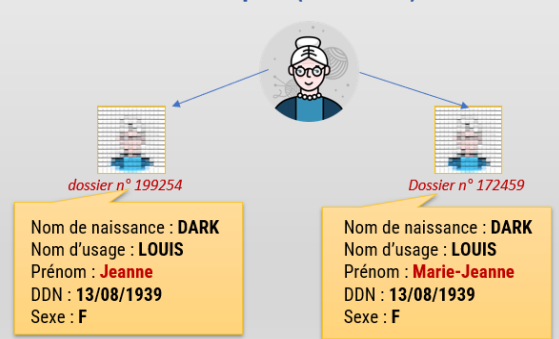 dossier n° 199254
Nom de naissance : DARK
Nom d'usage : LOUIS
Prénom : Jeanne
DDN : 13/08/1939
Sexe : F
Dossier n° 172459
Nom de naissance : DARK
Nom d'usage : LOUIS
Prénom : Marie-Jeanne
DDN : 13/08/1939
Sexe : F